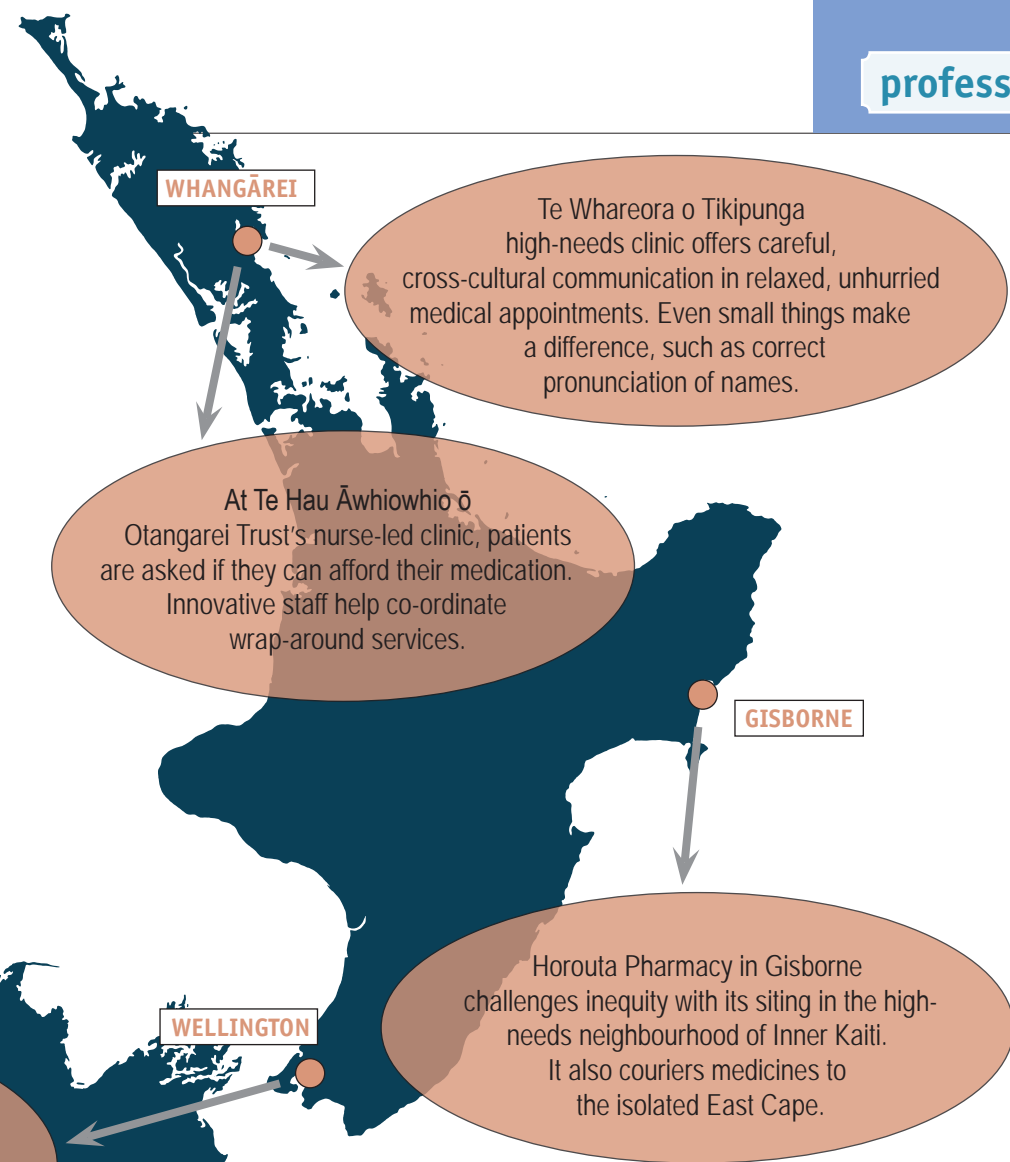 profess
WHANGĀREI
Te Whareora o Tikipunga
high-needs clinic offers careful,
cross-cultural communication in relaxed, unhurried
medical appointments. Even small things make
a difference, such as correct
pronunciation of names.
At Te Hau Āwhiowhio ō
Otangarei Trust’s nurse-led clinic, patients
are asked if they can afford their medication.
Innovative staff help co-ordinate
wrap-around services.
GISBORNE
Horouta Pharmacy in Gisborne
challenges inequity with its siting in the high-
needs neighbourhood of Inner Kaiti.
It also couriers medicines to
the isolated East Cape.
WELLINGTON